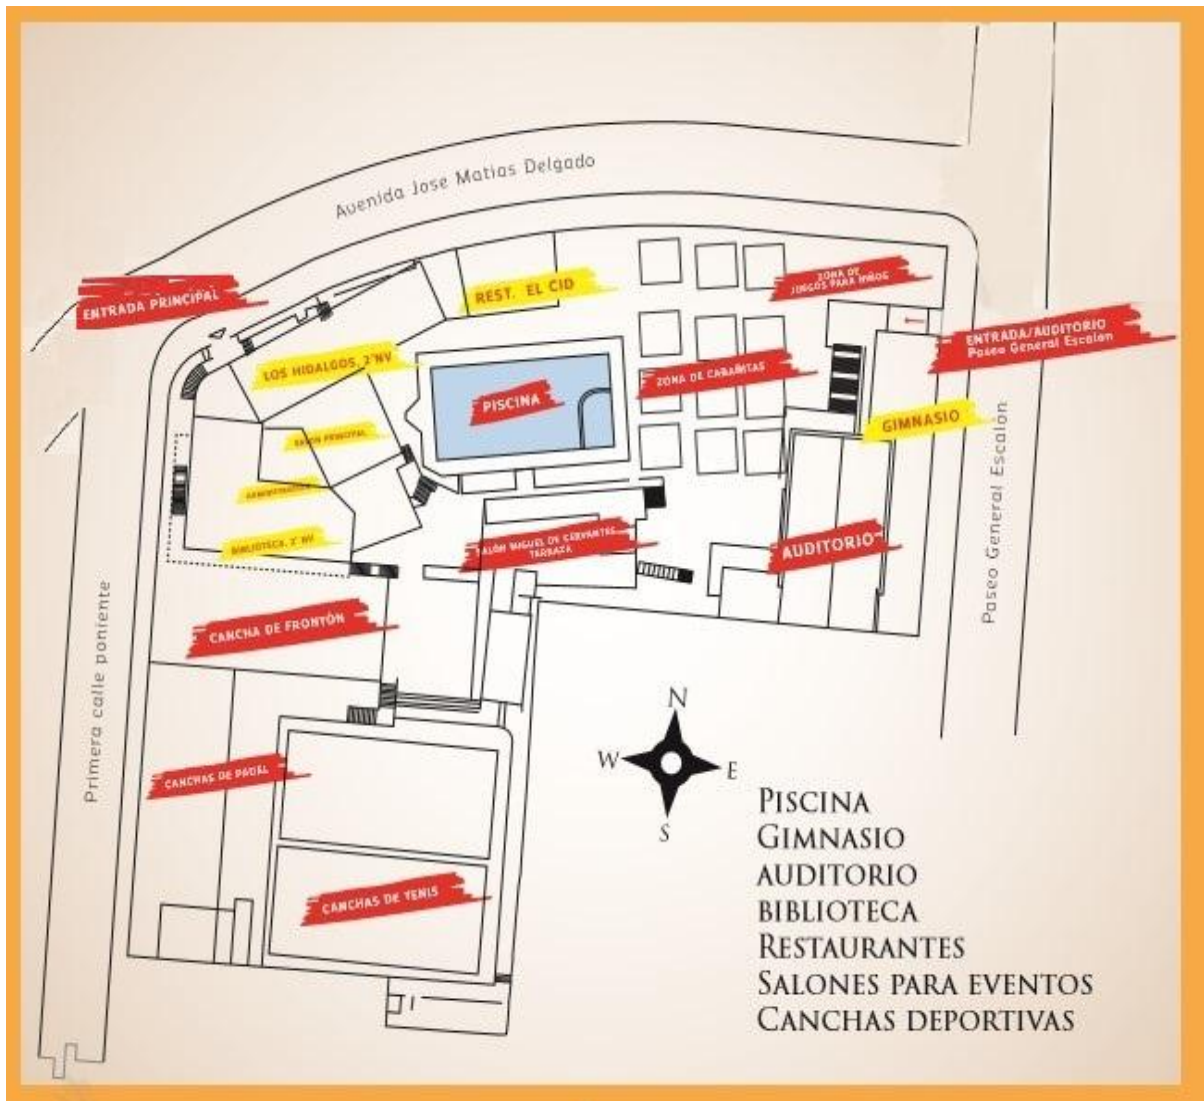 Avenida Jose Matias Delgado
ENTRADA PRINCIPAL
REST. EL CID
ZONA DE
JUEGOS PARA NIÑOS
ENTRADA/AUDITORIO
Paseo General Escalon
LOS HIDALGOS, 2°NV
PISCINA
ZONA DE CABAÑITAS
GIMNASIO
SALON PRINCIPAL
ADMINISTRACION
BIBLIOTECA, 2° NV
SALÓN MIGUEL DE CERVANTES
TERRAZA
AUDITORIO
Paseo General Escalon
CANCHA DE FRONTÓN
Primera calle poniente
CANCHAS DE PADEL
CANCHAS DE TENIS
N
W
E
S
PISCINA
GIMNASIO
AUDITORIO
BIBLIOTECA
RESTAURANTES
SALONES PARA EVENTOS
CANCHAS DEPORTIVAS